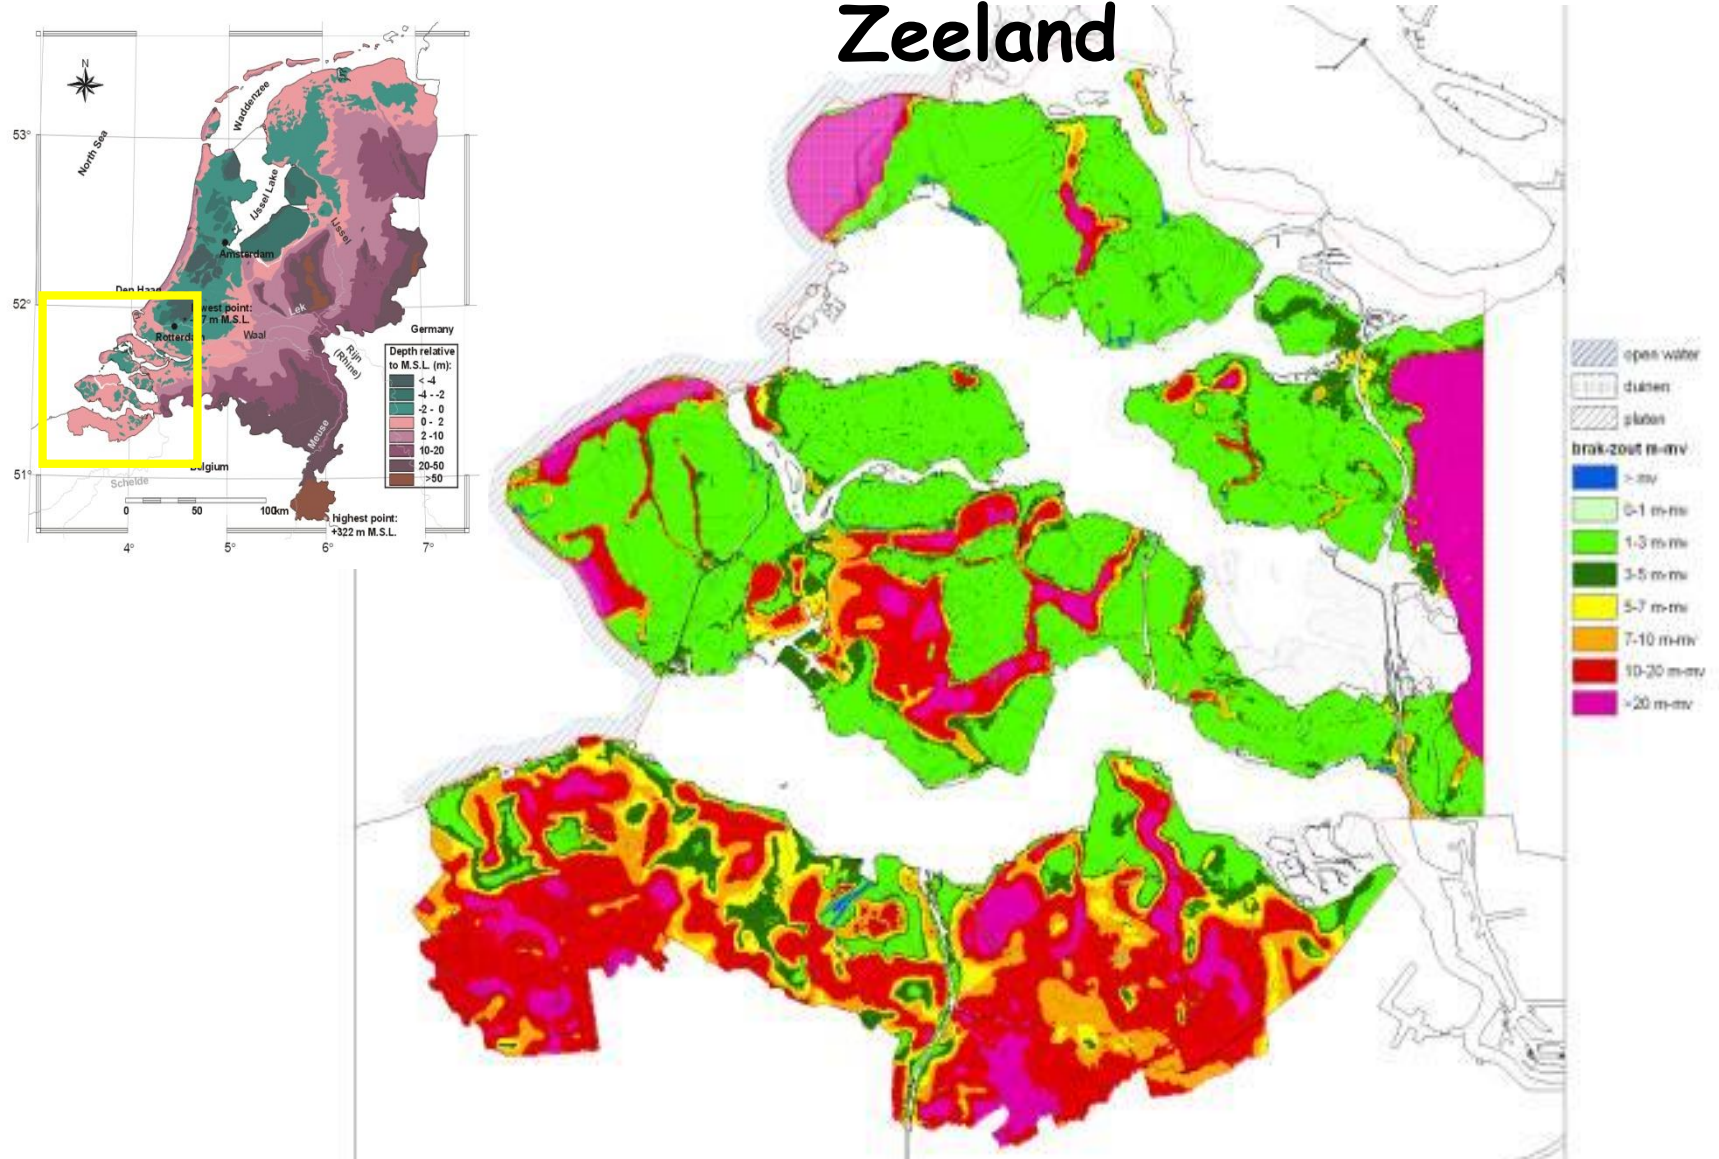 Zeeland
N
53°
52°
51°
North Sea
Waddenzee
IJssel Lake
IJssel
Amsterdam
Den Haag
west point:
7 m M.S.L.
Rotterdam
Lek
Waal
Rijn
(Rhine)
Germany
Meuse
Belgium
Schelde
0 50 100km
highest point:
+322 m M.S.L.
4° 5° 6° 7°
Depth relative
to M.S.L. (m):
< -4
-4 - -2
-2- 0
0 - 2
2 -10
10-20
20-50
>50
open water
duinen
platen
brak-zout m-mv
> mv
0-1 m-mv
1-3 m-mv
3-5 m-mv
5-7 m-mv
7-10 m-mv
10-20 m-mv
>20 m-mv